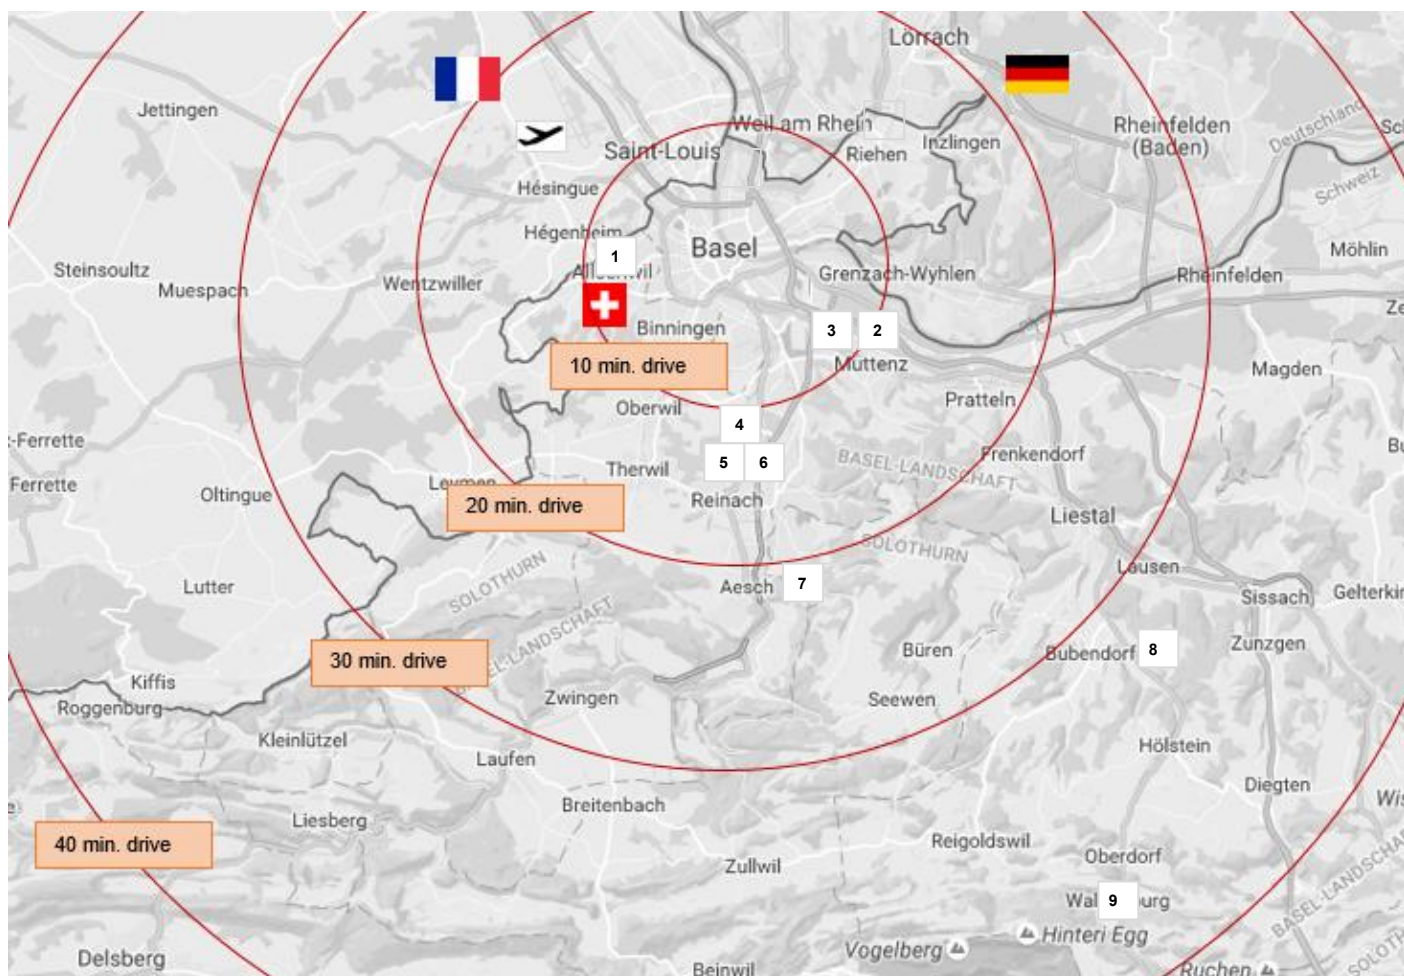 Lörrach
Jettingen
Weil am Rhein
Rheinfelden
(Baden)
Deutschland
Saint-Louis
Riehen
Inzlingen
Schweiz
Hésingue
Hégenheim
Basel
Möhlin
1
Steinsoultz
Muespach
Wentzwiller
Grenzach-Wyhlen
Rheinfelden
Binningen
3
2
10 min. drive
Muttenz
Magden
Oberwil
Pratteln
4
-Ferrette
Ferrette
Therwil
5
6
BASEL-LANDSCHAFT
Frenkendorf
Oltingue
Leymen
20 min. drive
Reinach
Liestal
SOLOTHURN
SOLOTHURN
Lausen
Lutter
Aesch
7
Sissach
BASEL-LANDSCHAFT
30 min. drive
Büren
Bubendorf
8
Zunzgen
Kiffis
Roggenburg
Zwingen
Seewen
Kleinlützel
Laufen
Hölstein
Diegten
Liesberg
Breitenbach
40 min. drive
Zullwil
Reigoldswil
Oberdorf
BASEL-LANDSCHAFT
9
Delsberg
Vogelberg
Hinteri Egg
Beinwil
Ruchen